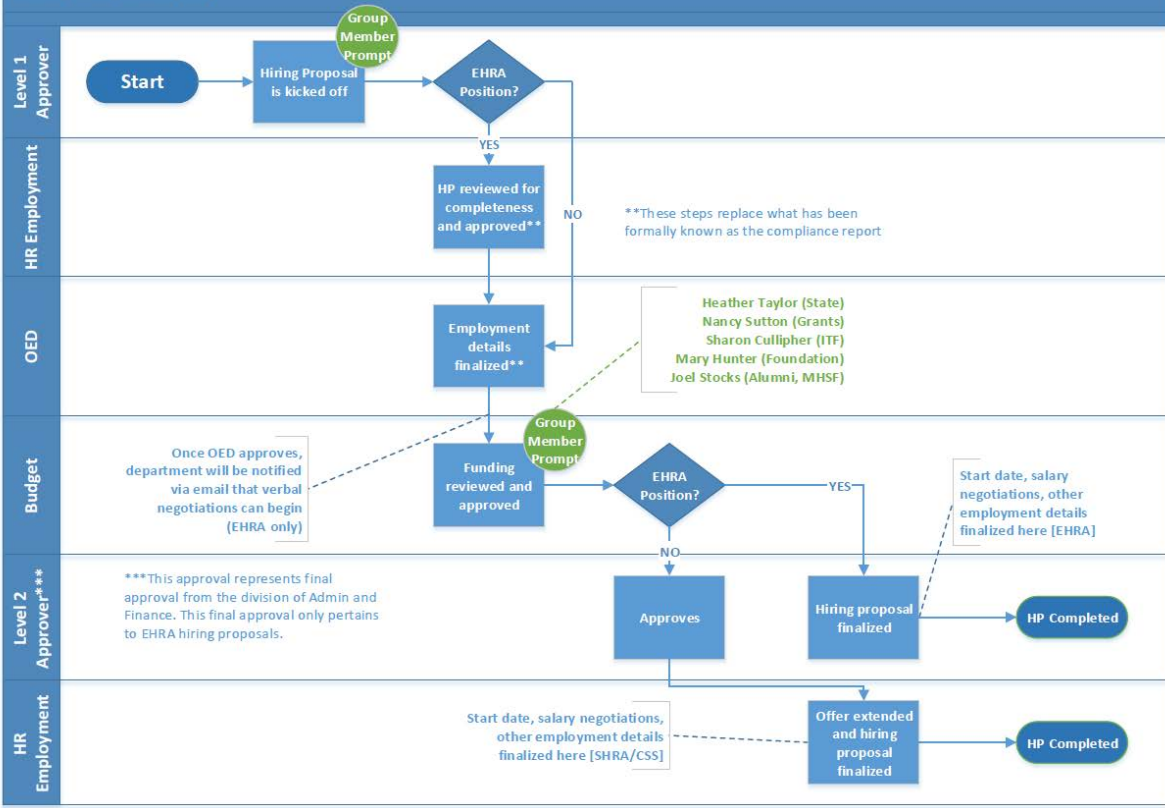 Level 1
Approver
Start
Hiring Proposal
is kicked off
Group
Member
Prompt
EHRA
Position?
YES
NO
HR Employment
HP reviewed for
completeness
and approved**
**These steps replace what has been
formally known as the compliance report
OED
Employment
details
finalized**
Heather Taylor (State)
Nancy Sutton (Grants)
Sharon Cullipher (ITF)
Mary Hunter (Foundation)
Joel Stocks (Alumni, MHSF)
Budget
Once OED approves,
department will be notified
via email that verbal
negotiations can begin
(EHRA only)
Funding
reviewed and
approved
Group
Member
Prompt
EHRA
Position?
YES
NO
Start date, salary
negotiations, other
employment details
finalized here [EHRA]
Level 2
Approver***
***This approval represents final
approval from the division of Admin and
Finance. This final approval only pertains
to EHRA hiring proposals.
Approves
Hiring proposal
finalized
HP Completed
HR
Employment
Start date, salary negotiations,
other employment details
finalized here [SHRA/CSS]
Offer extended
and hiring
proposal
finalized
HP Completed